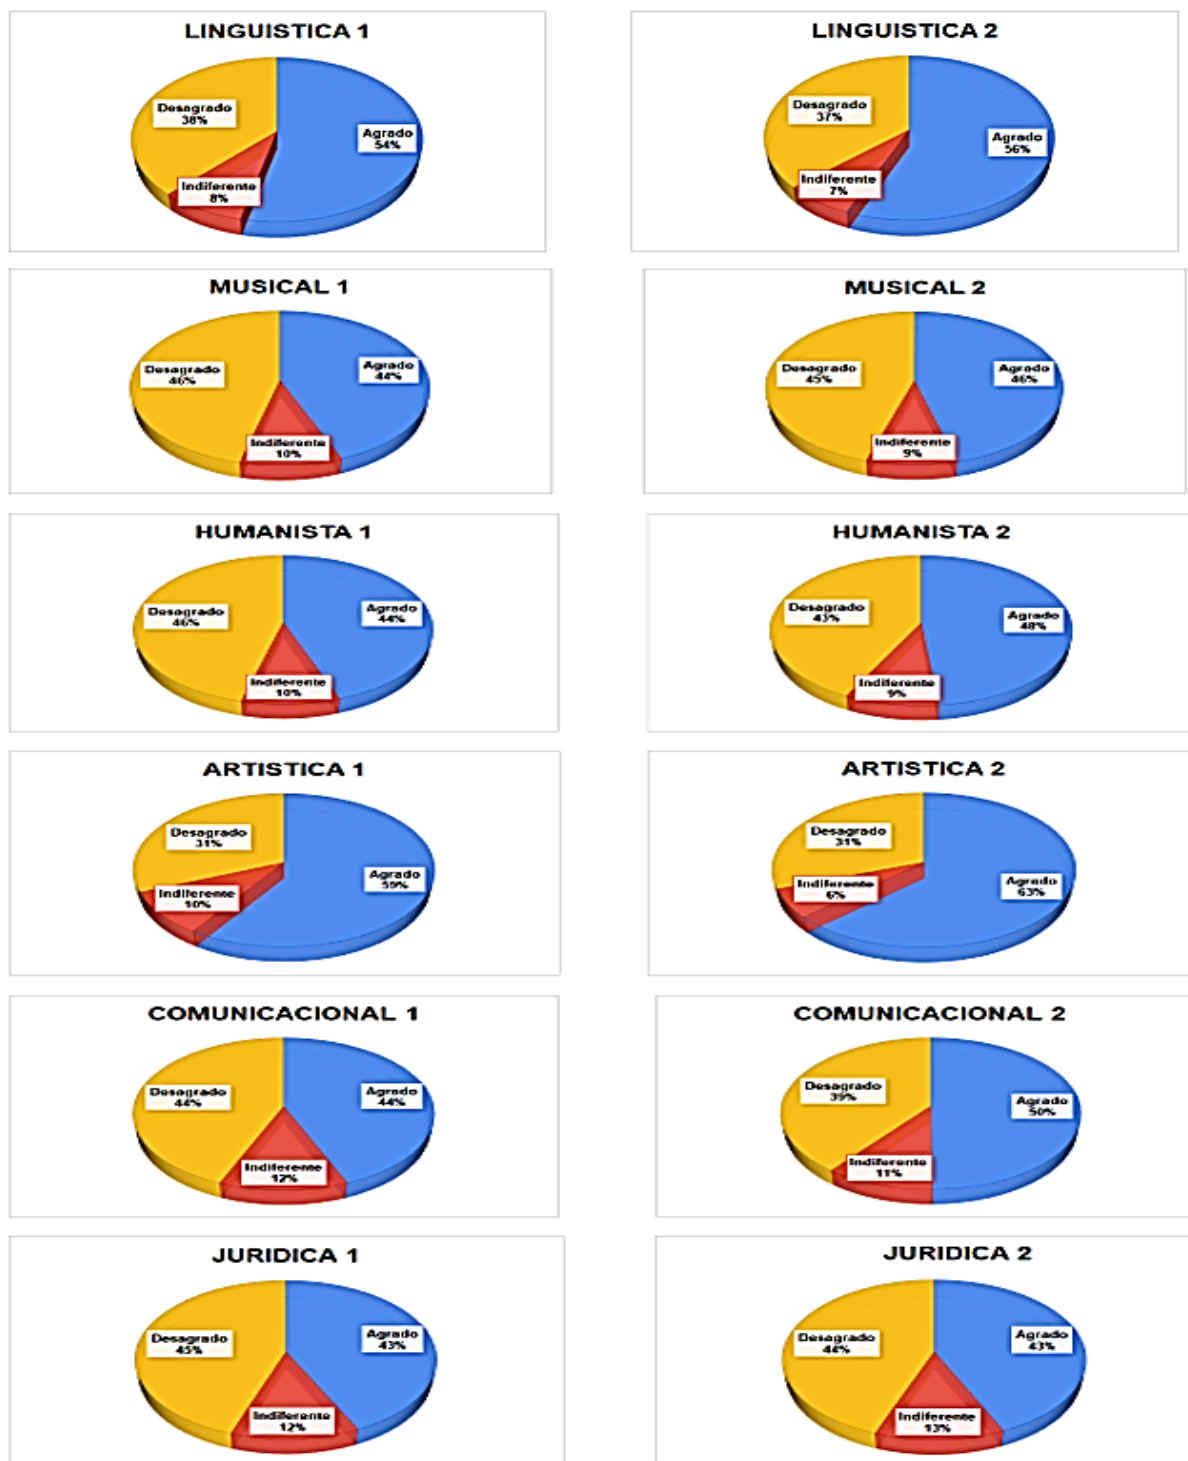 LINGUISTICA 1
Desagrado
38%
Agrado
54%
Indiferente
8%
LINGUISTICA 2
Desagrado
37%
Agrado
56%
Indiferente
7%
MUSICAL 1
Desagrado
46%
Agrado
44%
Indiferente
10%
MUSICAL 2
Desagrado
45%
Agrado
46%
Indiferente
9%
HUMANISTA 1
Desagrado
46%
Agrado
44%
Indiferente
10%
HUMANISTA 2
Desagrado
43%
Agrado
48%
Indiferente
9%
ARTISTICA 1
Desagrado
31%
Agrado
59%
Indiferente
10%
ARTISTICA 2
Desagrado
31%
Agrado
63%
Indiferente
6%
COMUNICACIONAL 1
Desagrado
44%
Agrado
44%
Indiferente
12%
COMUNICACIONAL 2
Desagrado
39%
Agrado
50%
Indiferente
11%
JURIDICA 1
Desagrado
45%
Agrado
43%
Indiferente
12%
JURIDICA 2
Desagrado
44%
Agrado
43%
Indiferente
13%